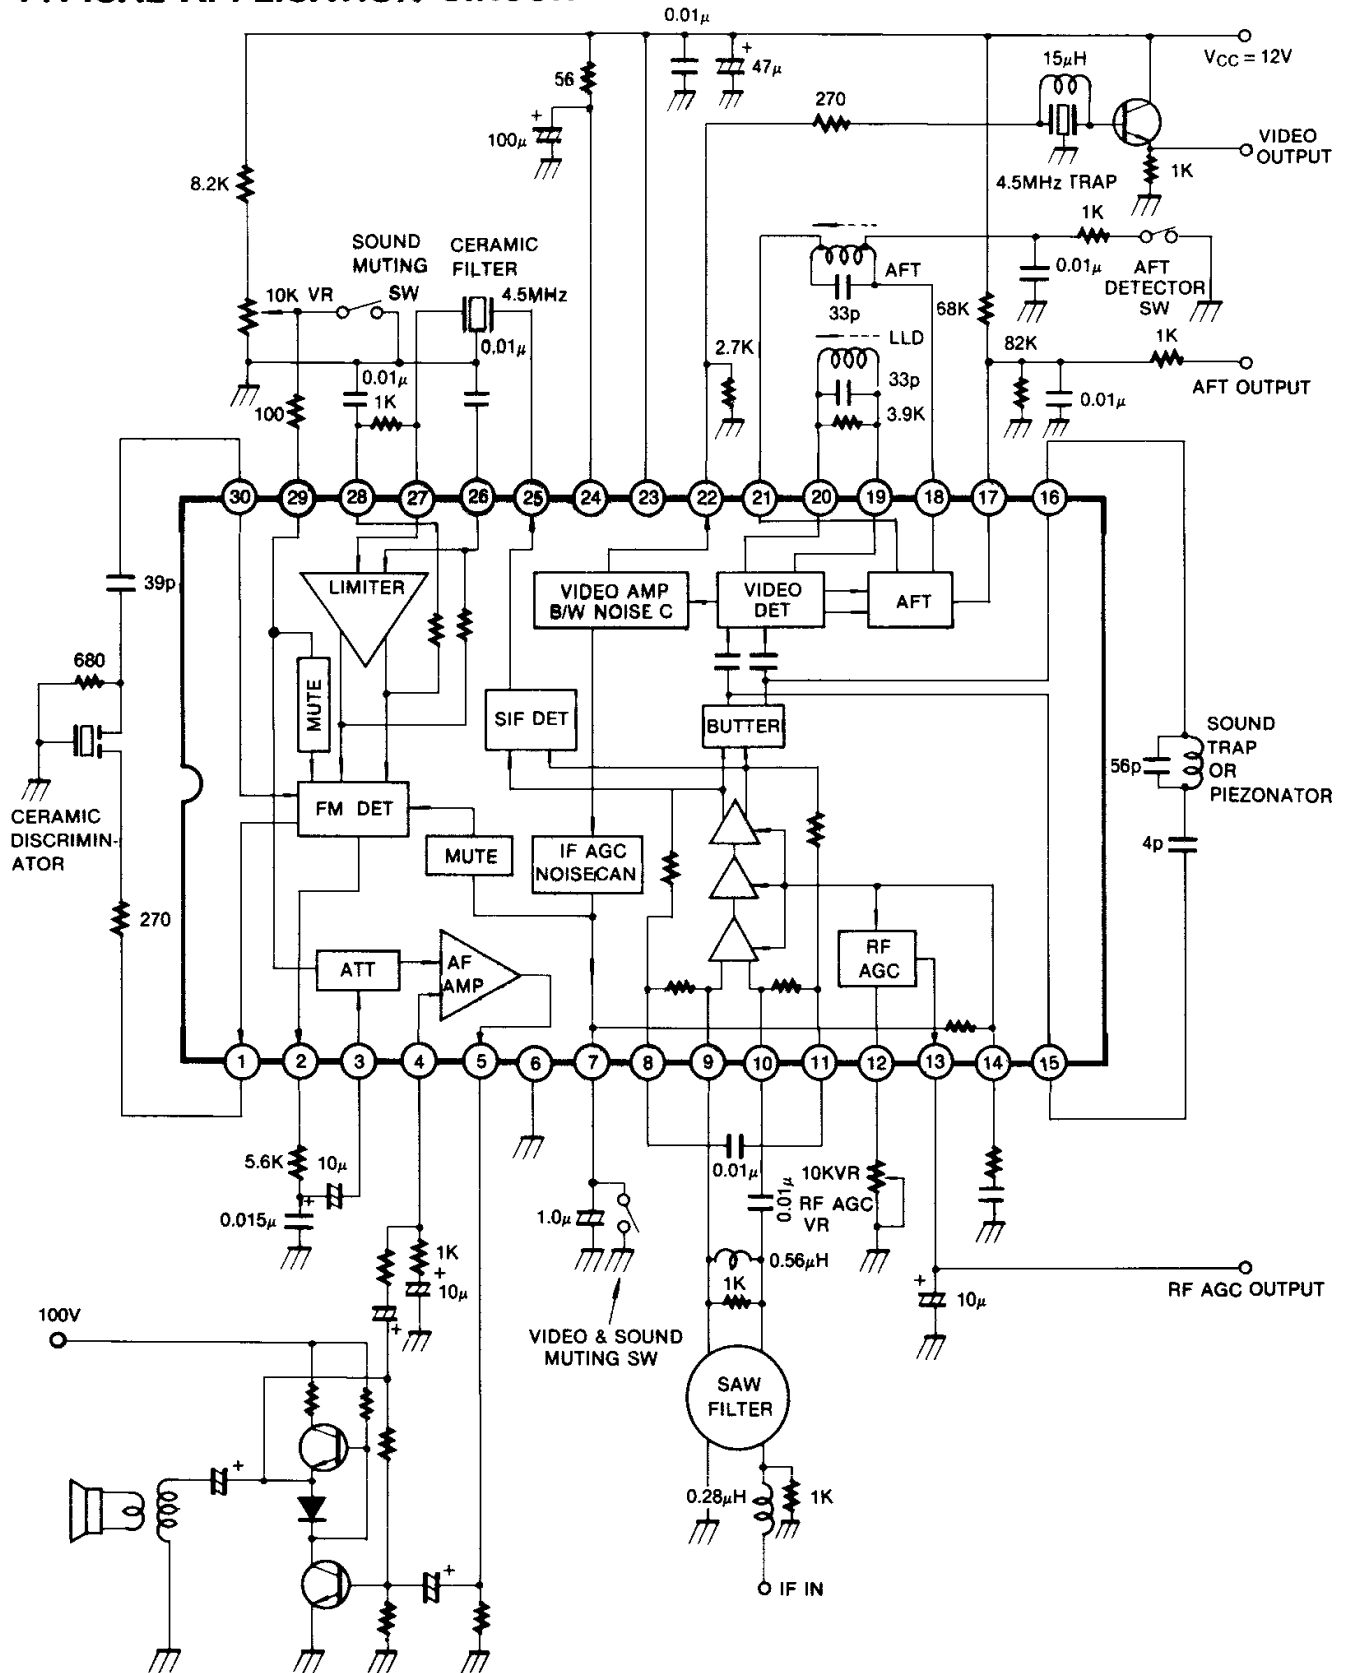 0.01μ
+
47μ
VCC = 12V
56
+
100μ
270
15μH
VIDEO
OUTPUT
4.5MHz TRAP
1K
8.2K
SOUND
MUTING
SW
CERAMIC
FILTER
4.5MHz
10K VR
0.01μ
AFT
33p
1K
0.01μ
AFT
DETECTOR
SW
68K
LLD
33p
3.9K
2.7K
82K
1K
0.01μ
AFT OUTPUT
0.01μ
1K
100
30 29 28 27 26 25 24 23 22 21 20 19 18 17 16
39p
LIMITER
VIDEO AMP
B/W NOISE C
VIDEO
DET
AFT
680
MUTE
SIF DET
BUTTER
SOUND
TRAP
OR
PIEZONATOR
56p
4p
CERAMIC
DISCRIMIN-
ATOR
FM DET
MUTE
IF AGC
NOISECAN
270
ATT
AF
AMP
RF
AGC
1 2 3 4 5 6 7 8 9 10 11 12 13 14 15
5.6K
10μ
+
0.015μ
1K
+
10μ
+
1.0μ
0.01μ
0.01μ
10KVR
RF AGC
VR
0.56μH
1K
+
10μ
RF AGC OUTPUT
VIDEO & SOUND
MUTING SW
100V
SAW
FILTER
+
0.28μH
1K
+
IF IN